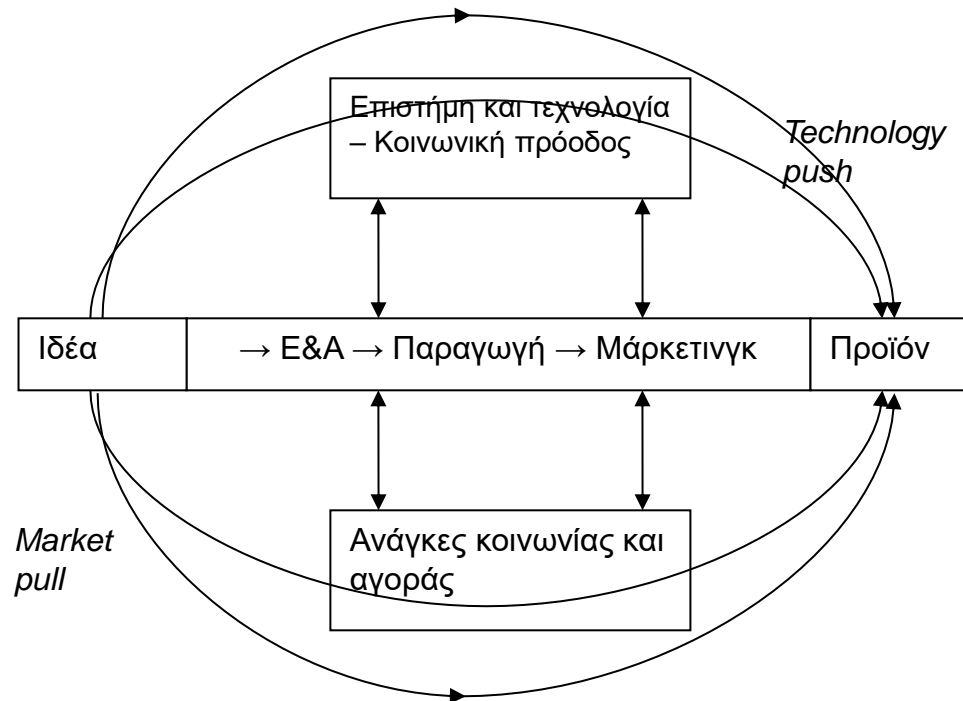 Επιστήμη και τεχνολογία
– Κοινωνική πρόοδος
Technology
push
Ιδέα
→ Ε&Α → Παραγωγή → Μάρκετινγκ
Προϊόν
Market
pull
Ανάγκες κοινωνίας και
αγοράς